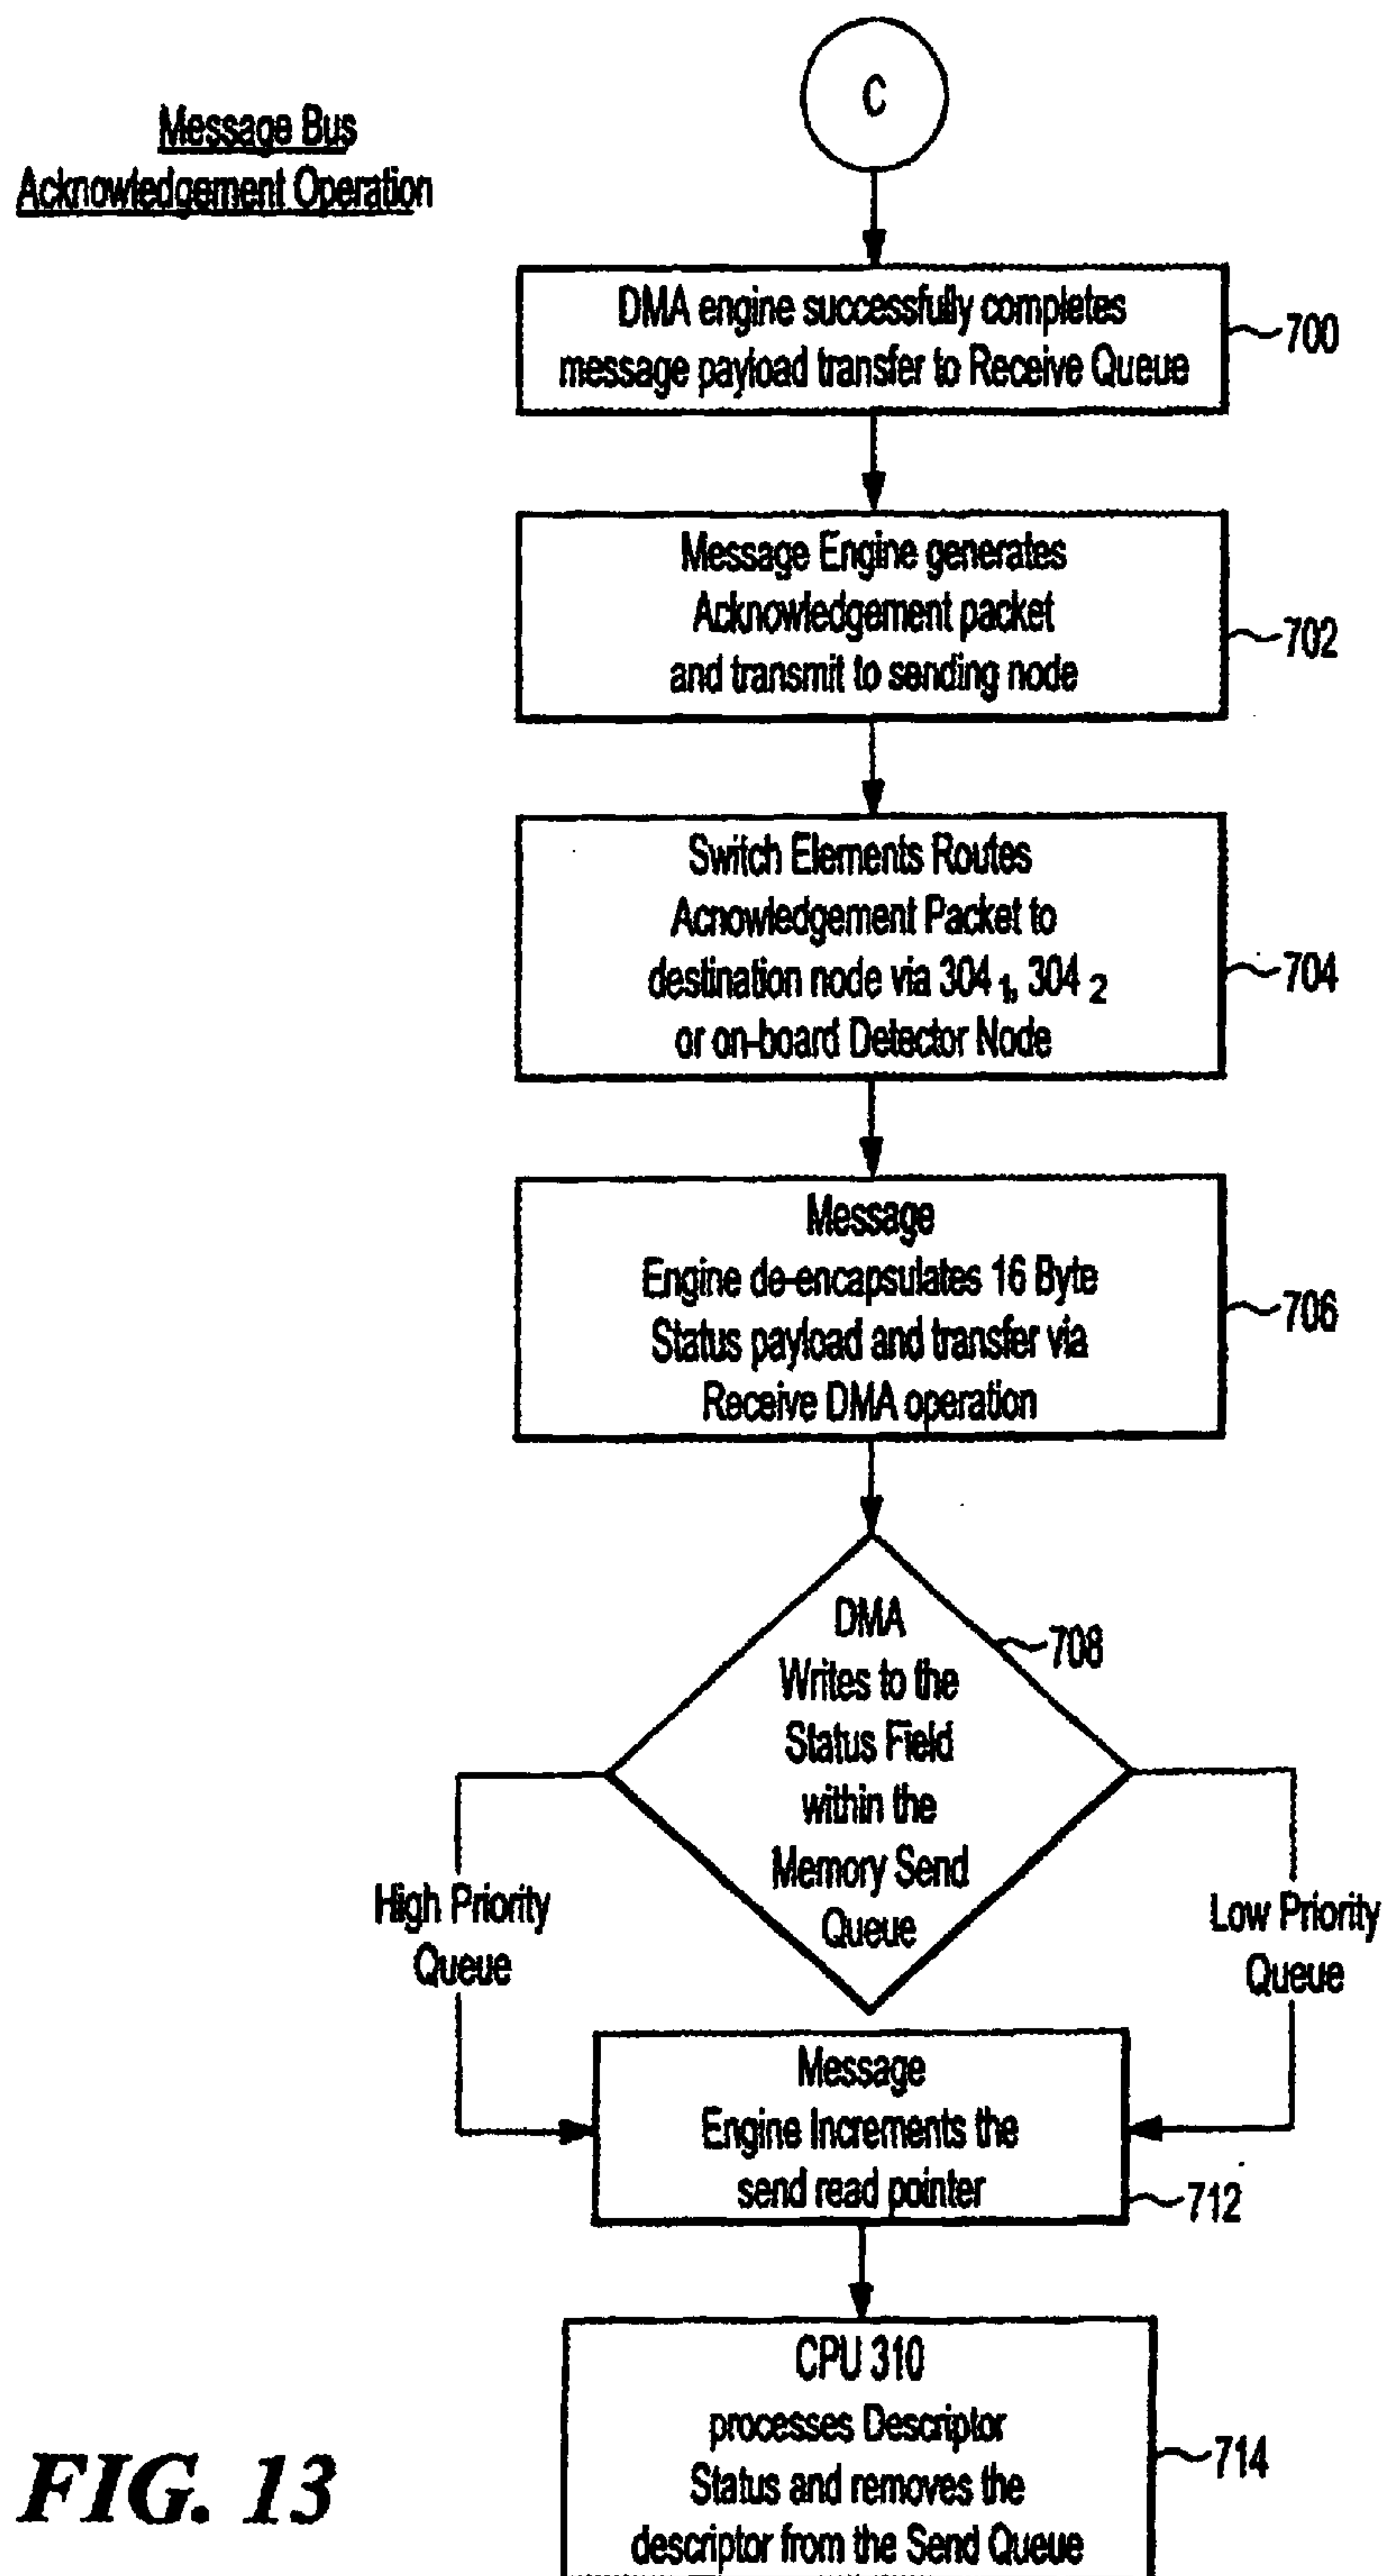 Message Bus
Acknowledgement Operation
C
DMA engine successfully completes
message payload transfer to Receive Queue
700
Message Engine generates
Acknowledgement packet
and transmit to sending node
702
Switch Elements Routes
Acnowledgement Packet to
destination node via 304 1, 304 2
or on-board Detector Node
704
Message
Engine de-encapsulates 16 Byte
Status payload and transfer via
Receive DMA operation
706
DMA
Writes to the
Status Field
within the
Memory Send
Queue
708
High Priority
Queue
Low Priority
Queue
Message
Engine Increments the
send read pointer
712
CPU 310
processes Descriptor
Status and removes the
descriptor from the Send Queue
714
FIG. 13